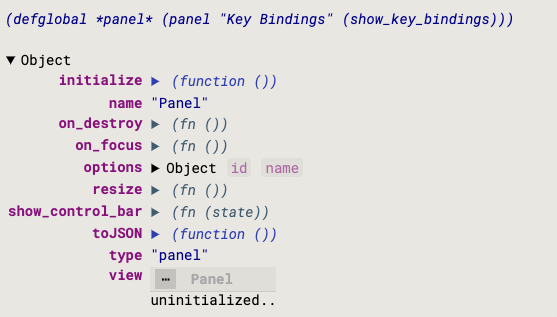 (defglobal *panel* (panel "Key Bindings" (show_key_bindings)))
▼ Object
initialize ▶ (function ())
name "Panel"
on_destroy ▶ (fn ())
on_focus ▶ (fn ())
options ▶ Object id name
resize ▶ (fn ())
show_control_bar ▶ (fn (state))
toJSON ▶ (function ())
type "panel"
view ⋯ Panel
uninitialized..